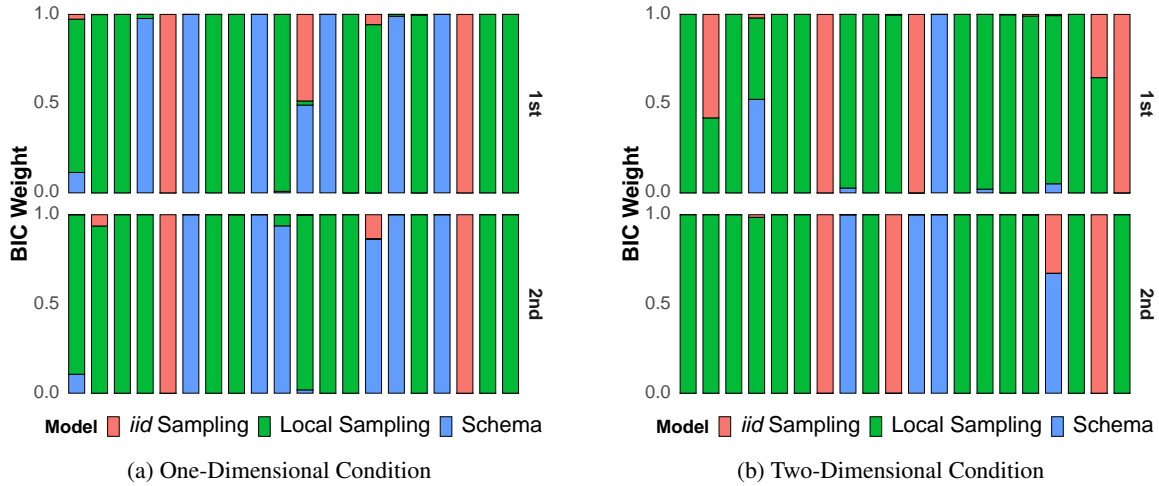 BIC Weight
1.0
0.5
0.0
1st
1.0
0.5
0.0
2nd
Model iid Sampling Local Sampling Schema
(a) One-Dimensional Condition
BIC Weight
1.0
0.5
0.0
1st
1.0
0.5
0.0
2nd
Model iid Sampling Local Sampling Schema
(b) Two-Dimensional Condition